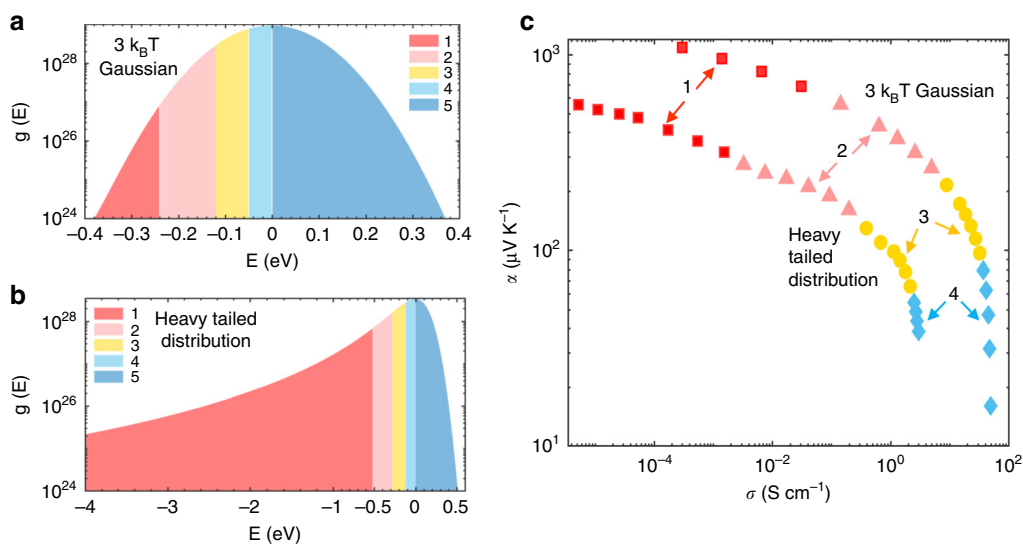 a
3 k_BT
Gaussian
1
2
3
4
5
10^28
10^26
10^24
g (E)
−0.4 −0.3 −0.2 −0.1 0 0.1 0.2 0.3 0.4
E (eV)
b
1
2
3
4
5
Heavy tailed
distribution
10^28
10^26
10^24
g (E)
−4 −3 −2 −1 −0.5 0 0.5
E (eV)
c
10^3
10^2
10^1
α (μV K^−1)
1
3 k_BT Gaussian
2
3
Heavy
tailed
distribution
4
10^−4 10^−2 10^0 10^2
σ (S cm^−1)